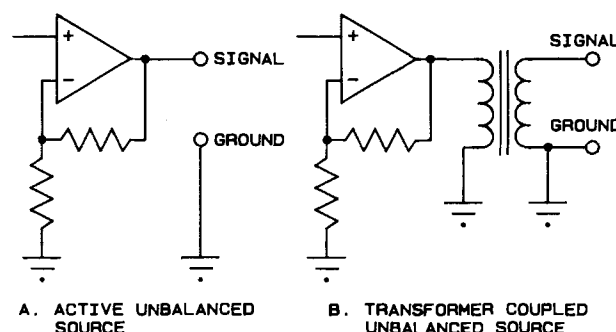 +
−
SIGNAL
GROUND
+
−
SIGNAL
GROUND
A. ACTIVE UNBALANCED
SOURCE
B. TRANSFORMER COUPLED
UNBALANCED SOURCE